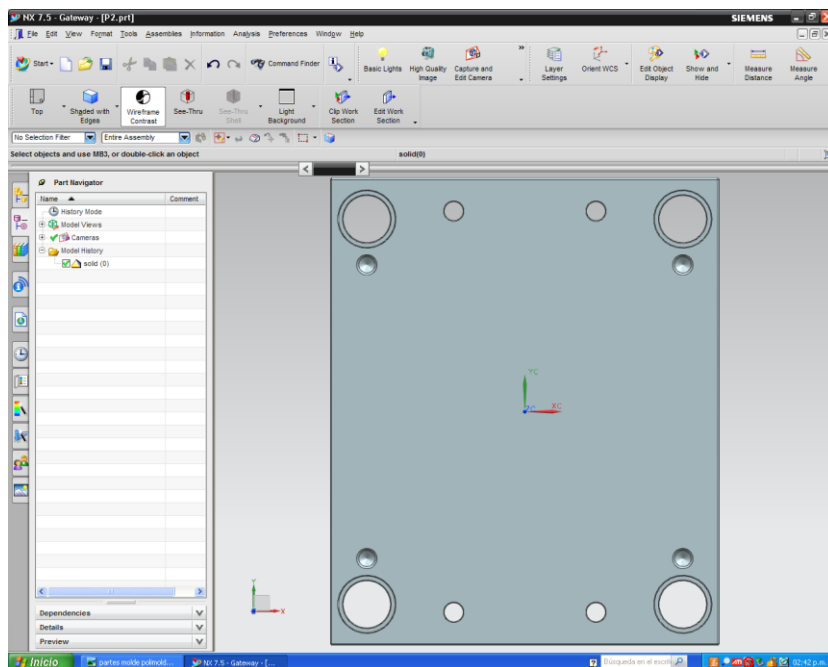 NX 7.5 - Gateway - [P2.prt]
SIEMENS
File Edit View Format Tools Assemblies Information Analysis Preferences Window Help
Start
Command Finder
Basic Lights
High Quality Image
Capture and Edit Camera
Layer Settings
Orient WCS
Edit Object Display
Show and Hide
Measure Distance
Measure Angle
Top
Shaded with Edges
Wireframe Contrast
See-Thru
See-Thru Shell
Light Background
Clip Work Section
Edit Work Section
No Selection Filter
Entire Assembly
Select objects and use MB3, or double-click an object
solid(0)
Part Navigator
Name Comment
History Mode
Model Views
Cameras
Model History
solid (0)
YC
XC
Y
X
Dependencies
Details
Preview
Inicio
partes molde polimold...
NX 7.5 - Gateway - [...
Búsqueda en el escrit
02:42 p.m.